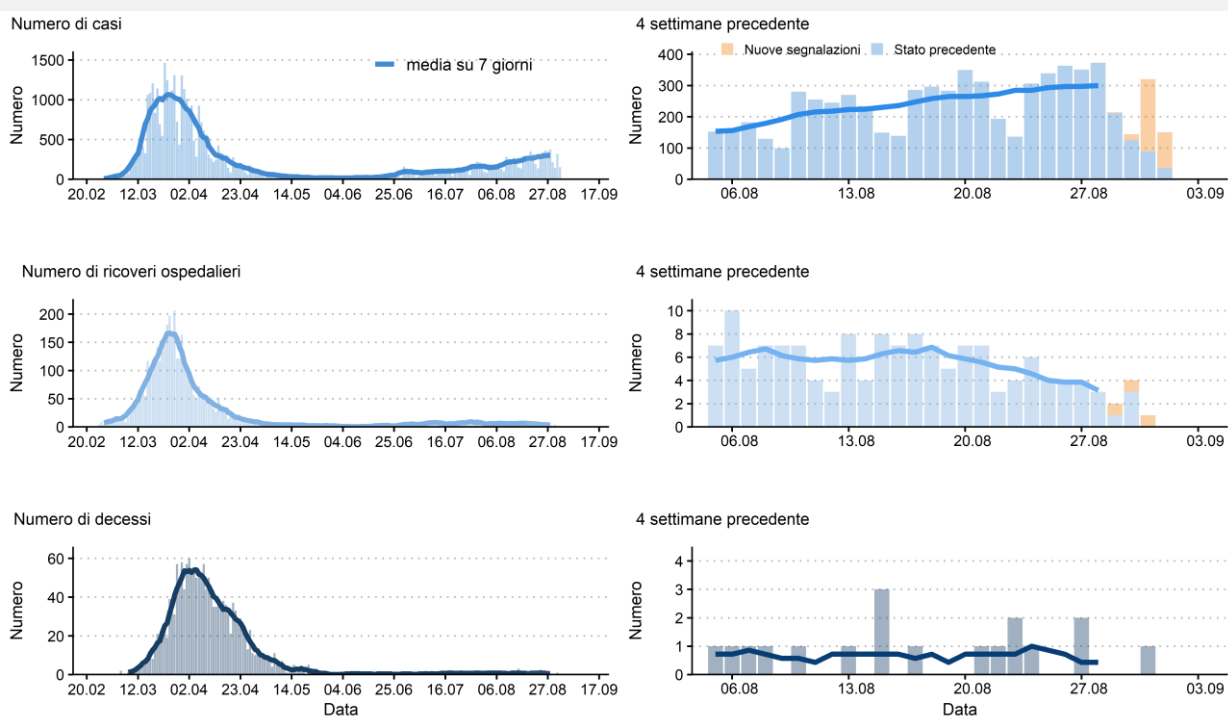 Numero di casi
Numero
1500
1000
500
0
media su 7 giorni
20.02 12.03 02.04 23.04 14.05 04.06 25.06 16.07 06.08 27.08 17.09
4 settimane precedente
Nuove segnalazioni Stato precedente
Numero
400
300
200
100
0
06.08 13.08 20.08 27.08 03.09
Numero di ricoveri ospedalieri
Numero
200
150
100
50
0
20.02 12.03 02.04 23.04 14.05 04.06 25.06 16.07 06.08 27.08 17.09
4 settimane precedente
Numero
10
8
6
4
2
0
06.08 13.08 20.08 27.08 03.09
Numero di decessi
Numero
60
40
20
0
20.02 12.03 02.04 23.04 14.05 04.06 25.06 16.07 06.08 27.08 17.09
Data
4 settimane precedente
Numero
4
3
2
1
0
06.08 13.08 20.08 27.08 03.09
Data